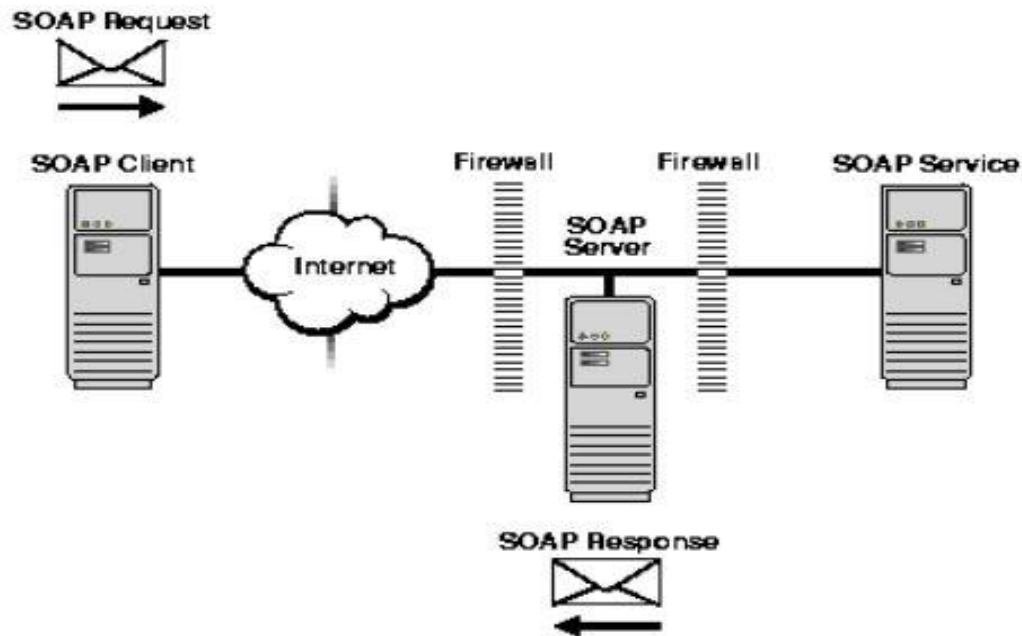 SOAP Request
SOAP Client
Firewall
Firewall
SOAP Service
SOAP
Server
Internet
SOAP Response